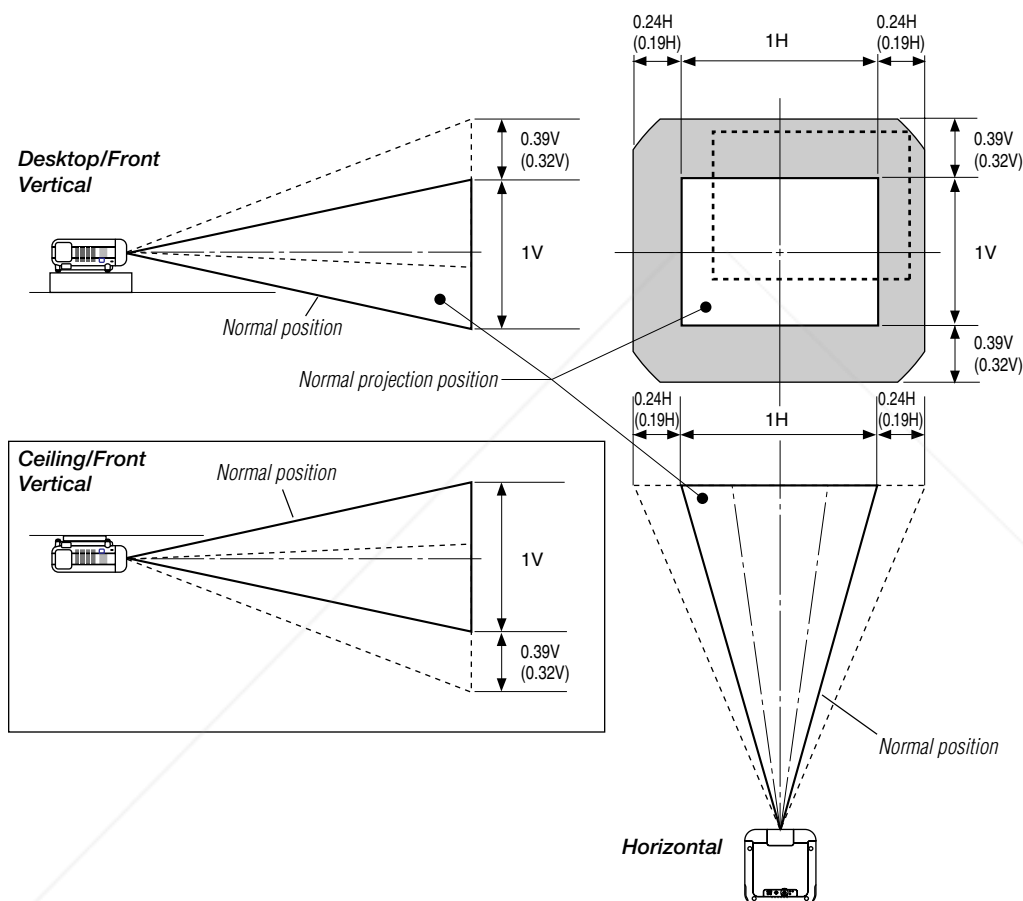 0.24H
(0.19H)
1H
0.24H
(0.19H)
Desktop/Front
Vertical
0.39V
(0.32V)
1V
Normal position
0.39V
(0.32V)
1V
0.39V
(0.32V)
Normal projection position
0.24H
(0.19H)
1H
0.24H
(0.19H)
Ceiling/Front
Vertical
Normal position
1V
0.39V
(0.32V)
Normal position
Horizontal